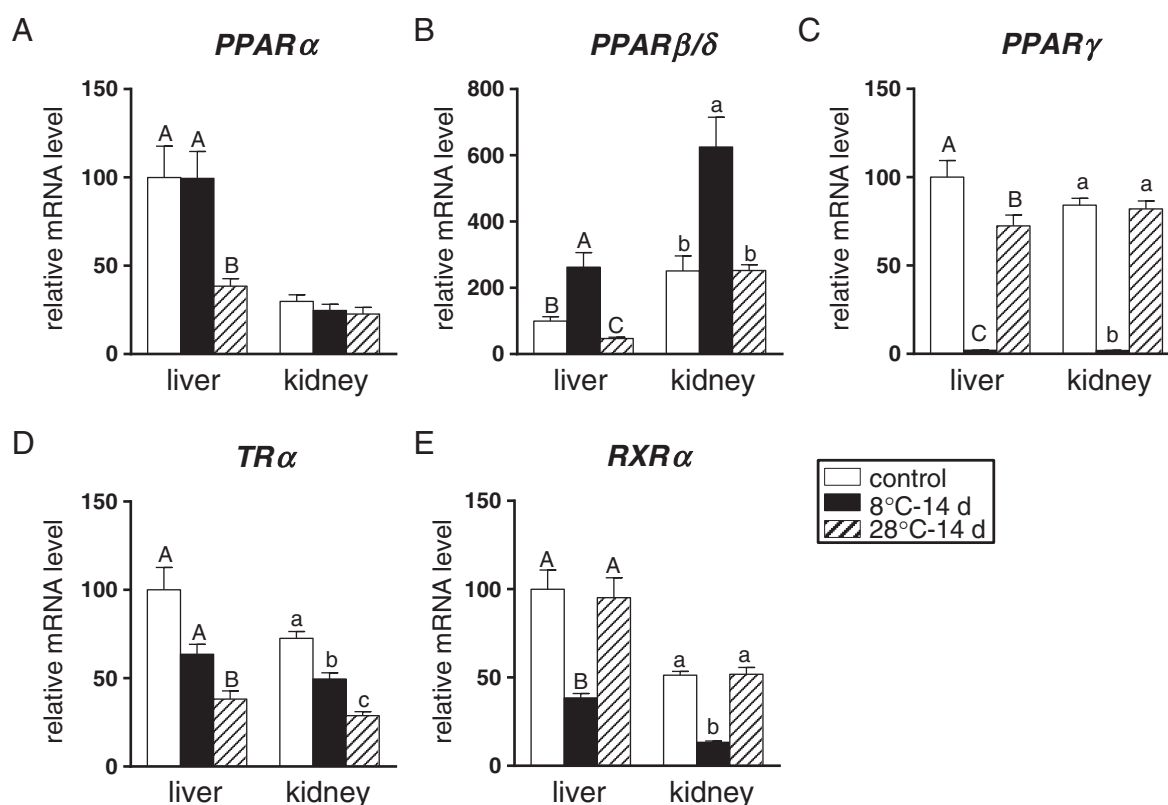 A
PPARα
relative mRNA level
150
100
50
0
A
A
B
liver
kidney
B
PPARβ/δ
relative mRNA level
800
600
400
200
0
B
A
C
b
a
b
liver
kidney
C
PPARγ
relative mRNA level
150
100
50
0
A
C
B
a
b
a
liver
kidney
D
TRα
relative mRNA level
150
100
50
0
A
A
B
a
b
c
liver
kidney
E
RXRα
relative mRNA level
150
100
50
0
A
B
A
a
b
a
liver
kidney
control
8°C-14 d
28°C-14 d